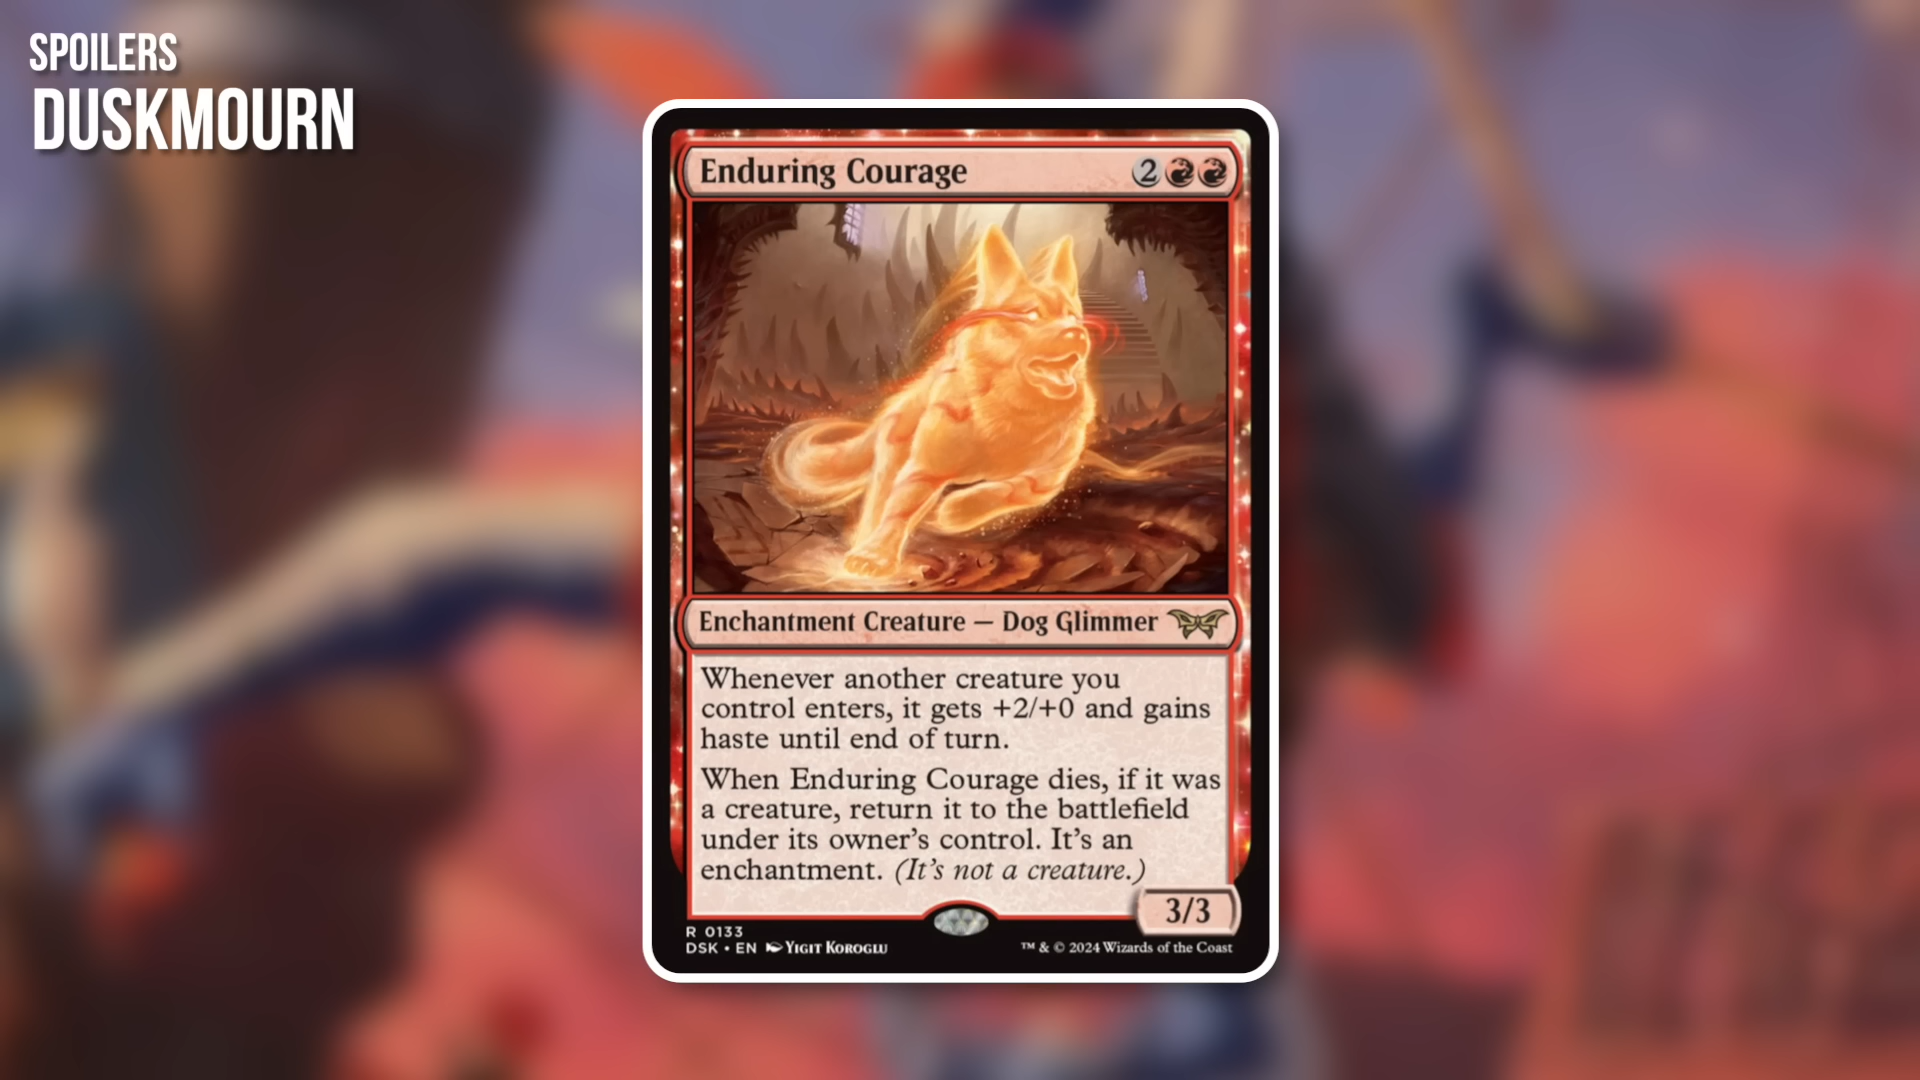 SPOILERS
DUSKMOURN
Enduring Courage
2
Enchantment Creature — Dog Glimmer
Whenever another creature you
control enters, it gets +2/+0 and gains
haste until end of turn.
When Enduring Courage dies, if it was
a creature, return it to the battlefield
under its owner's control. It's an
enchantment. (It's not a creature.)
3/3
R 0133
DSK • EN YIGIT KOROGLU
™ & © 2024 Wizards of the Coast